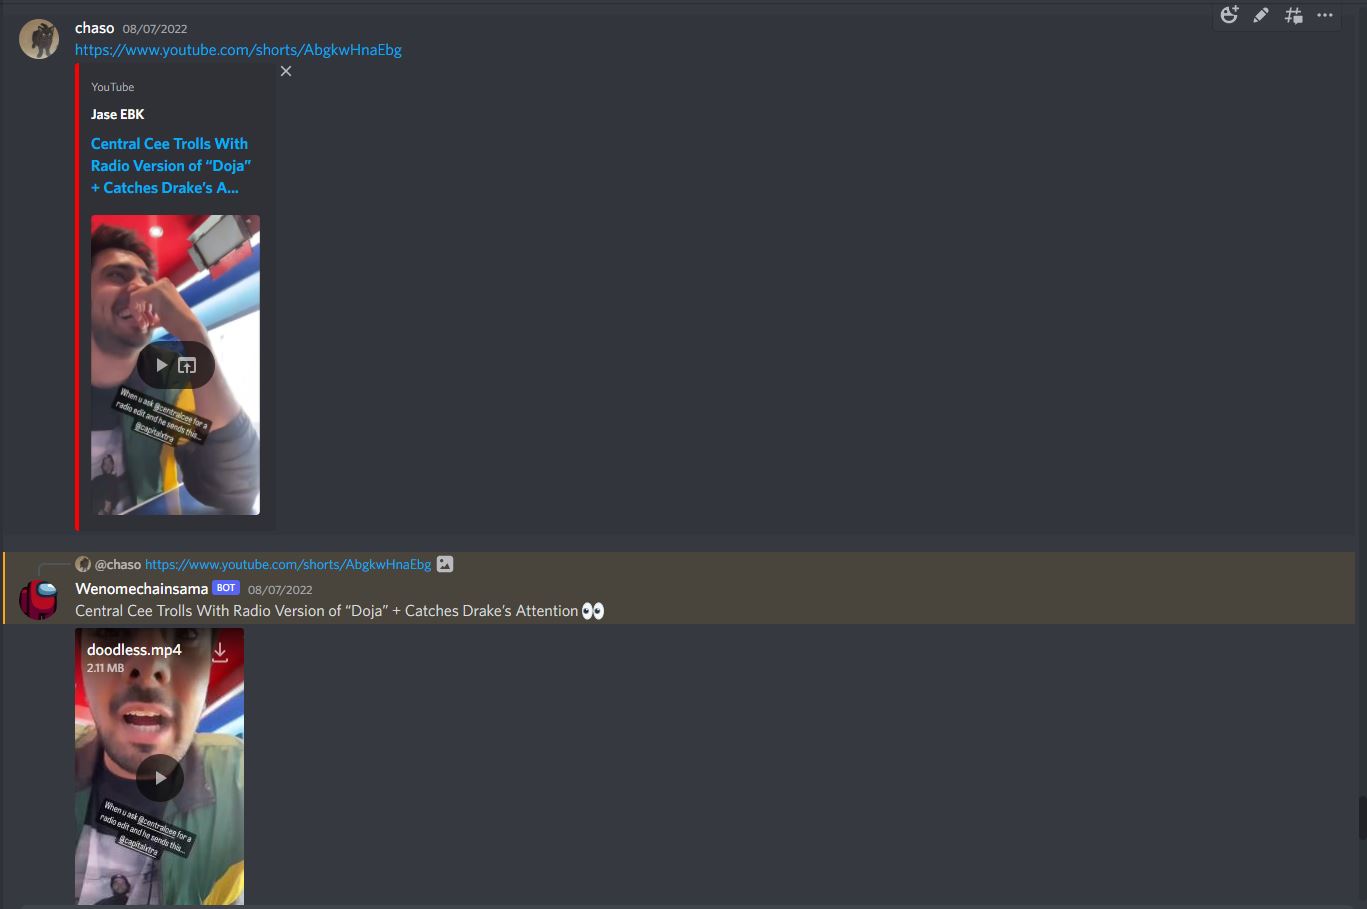 chaso 08/07/2022
https://www.youtube.com/shorts/AbgkwHnaEbg
YouTube
Jase EBK
Central Cee Trolls With
Radio Version of “Doja”
+ Catches Drake’s A...
When u ask @centralcee for a
radio edit and he sends this...
@capitalxtra
@chaso https://www.youtube.com/shorts/AbgkwHnaEbg
Wenomechainsama BOT 08/07/2022
Central Cee Trolls With Radio Version of “Doja” + Catches Drake’s Attention 👀
doodless.mp4
2.11 MB
When u ask @centralcee for a
radio edit and he sends this...
@capitalxtra